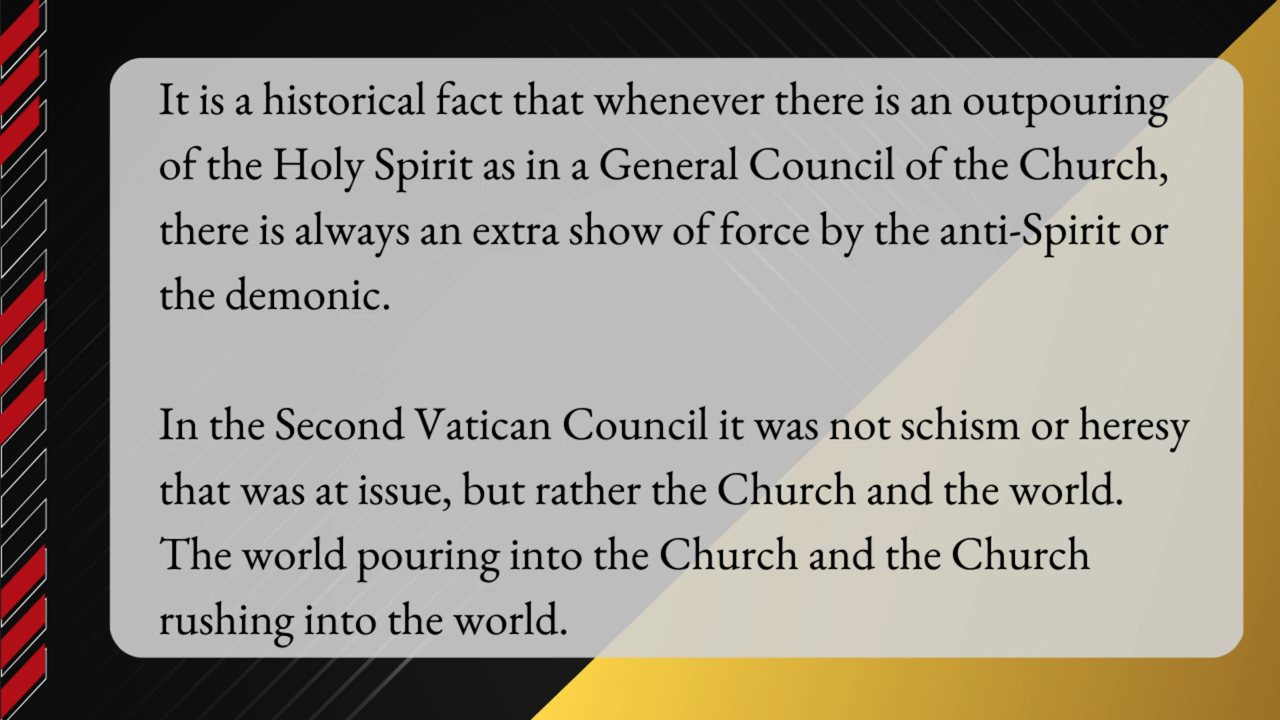 It is a historical fact that whenever there is an outpouring
of the Holy Spirit as in a General Council of the Church,
there is always an extra show of force by the anti-Spirit or
the demonic.
In the Second Vatican Council it was not schism or heresy
that was at issue, but rather the Church and the world.
The world pouring into the Church and the Church
rushing into the world.